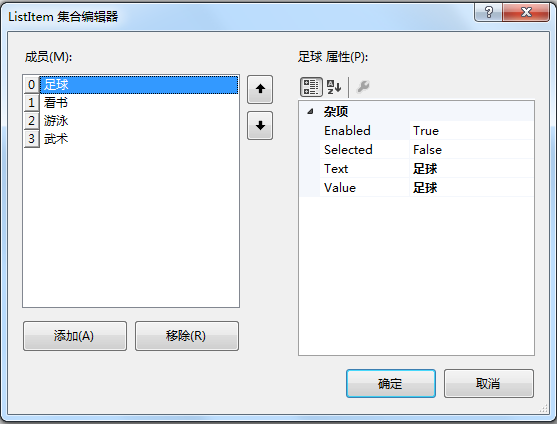 ListItem 集合编辑器
成员(M):
0 足球
1 看书
2 游泳
3 武术
添加(A) 移除(R)
足球 属性(P):
杂项
Enabled True
Selected False
Text 足球
Value 足球
确定 取消